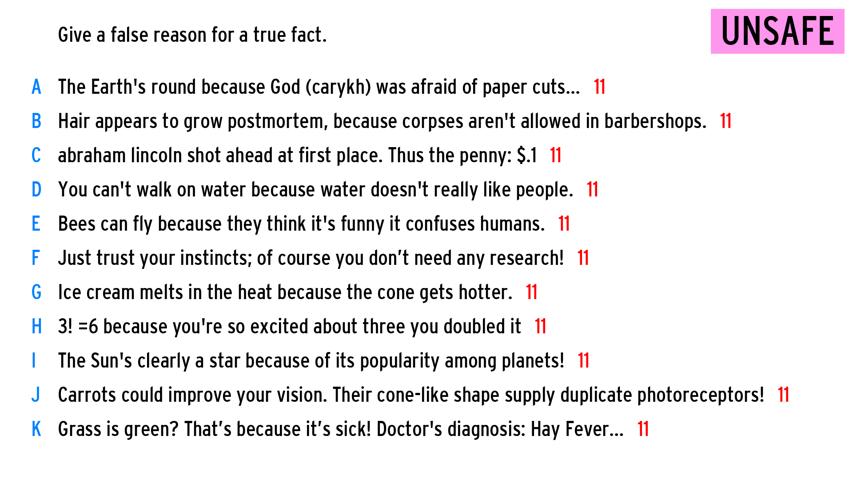 Give a false reason for a true fact.
UNSAFE
A The Earth's round because God (carykh) was afraid of paper cuts... 11
B Hair appears to grow postmortem, because corpses aren't allowed in barbershops. 11
C abraham lincoln shot ahead at first place. Thus the penny: $.1 11
D You can't walk on water because water doesn't really like people. 11
E Bees can fly because they think it's funny it confuses humans. 11
F Just trust your instincts; of course you don’t need any research! 11
G Ice cream melts in the heat because the cone gets hotter. 11
H 3! =6 because you're so excited about three you doubled it 11
I The Sun's clearly a star because of its popularity among planets! 11
J Carrots could improve your vision. Their cone-like shape supply duplicate photoreceptors! 11
K Grass is green? That’s because it’s sick! Doctor's diagnosis: Hay Fever... 11